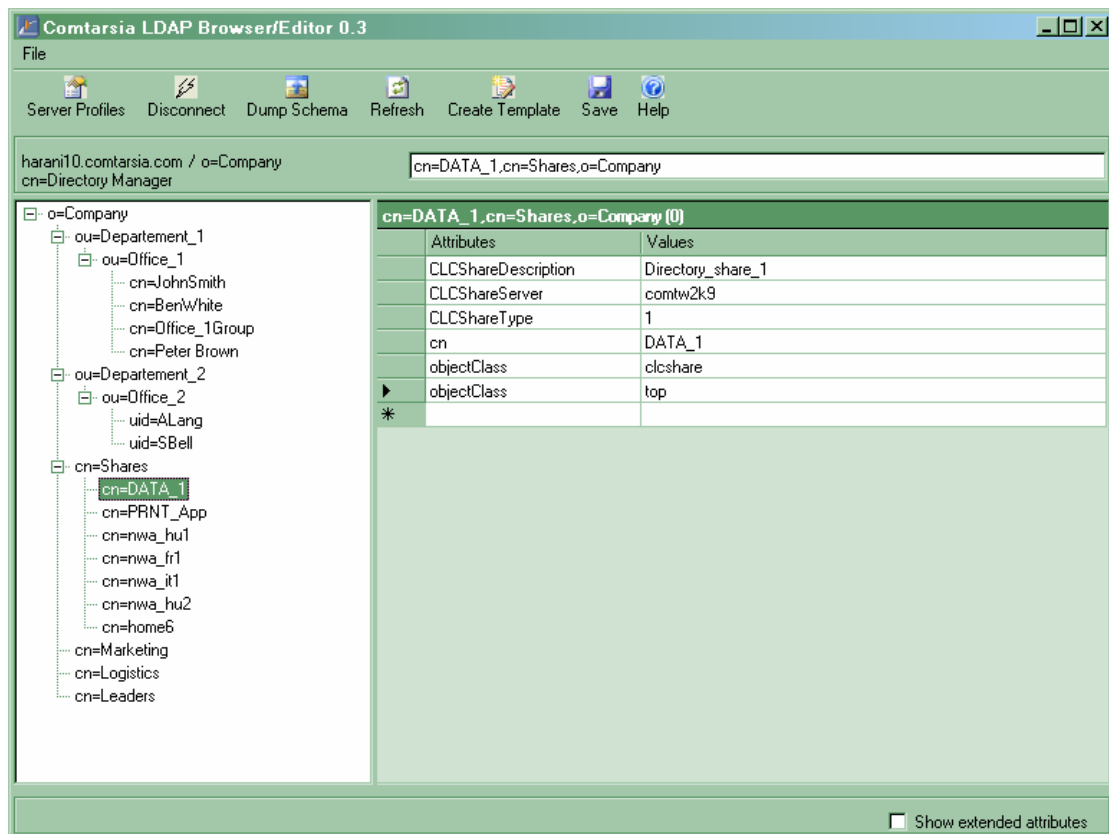 Comtarsia LDAP Browser/Editor 0.3
File
Server Profiles Disconnect Dump Schema Refresh Create Template Save Help
harani10.comtarsia.com / o=Company
cn=Directory Manager
cn=DATA_1,cn=Shares,o=Company
o=Company
ou=Departement_1
ou=Office_1
cn=JohnSmith
cn=BenWhite
cn=Office_1Group
cn=Peter Brown
ou=Departement_2
ou=Office_2
uid=ALang
uid=SBell
cn=Shares
cn=DATA_1
cn=PRNT_App
cn=nwa_hu1
cn=nwa_fr1
cn=nwa_it1
cn=nwa_hu2
cn=home6
cn=Marketing
cn=Logistics
cn=Leaders
cn=DATA_1,cn=Shares,o=Company (0)
Attributes Values
CLCShareDescription Directory_share_1
CLCShareServer comtw2k9
CLCShareType 1
cn DATA_1
objectClass clcshare
objectClass top
Show extended attributes